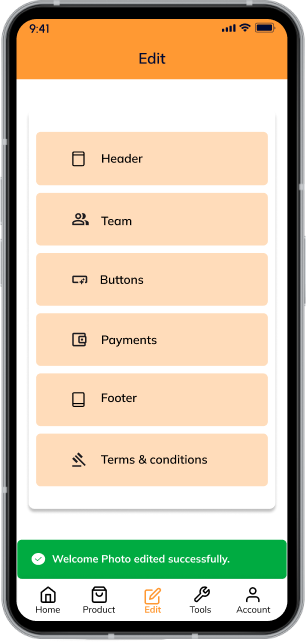 9:41
Edit
Header
Team
Buttons
Payments
Footer
Terms & conditions
Welcome Photo edited successfully.
Home Product Edit Tools Account